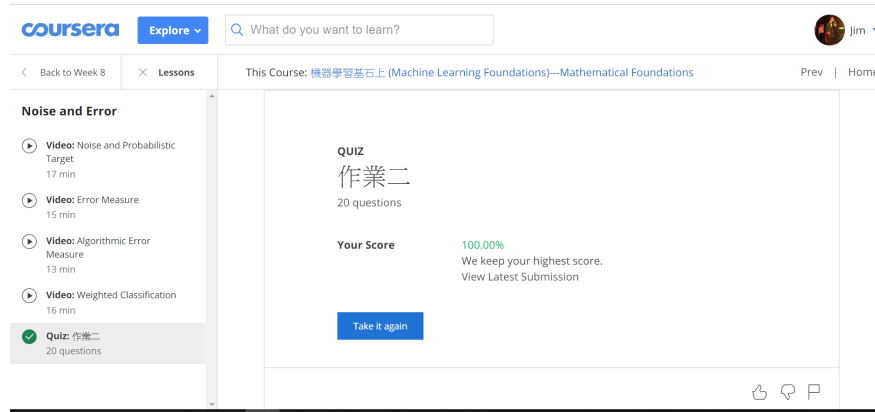 coursera
Explore
What do you want to learn?
Jim
Back to Week 8
Lessons
This Course: 機器學習基石上 (Machine Learning Foundations)---Mathematical Foundations
Prev | Home
Noise and Error
Video: Noise and Probabilistic
Target
17 min
Video: Error Measure
15 min
Video: Algorithmic Error
Measure
13 min
Video: Weighted Classification
16 min
Quiz: 作業二
20 questions
QUIZ
作業二
20 questions
Your Score
100.00%
We keep your highest score.
View Latest Submission
Take it again